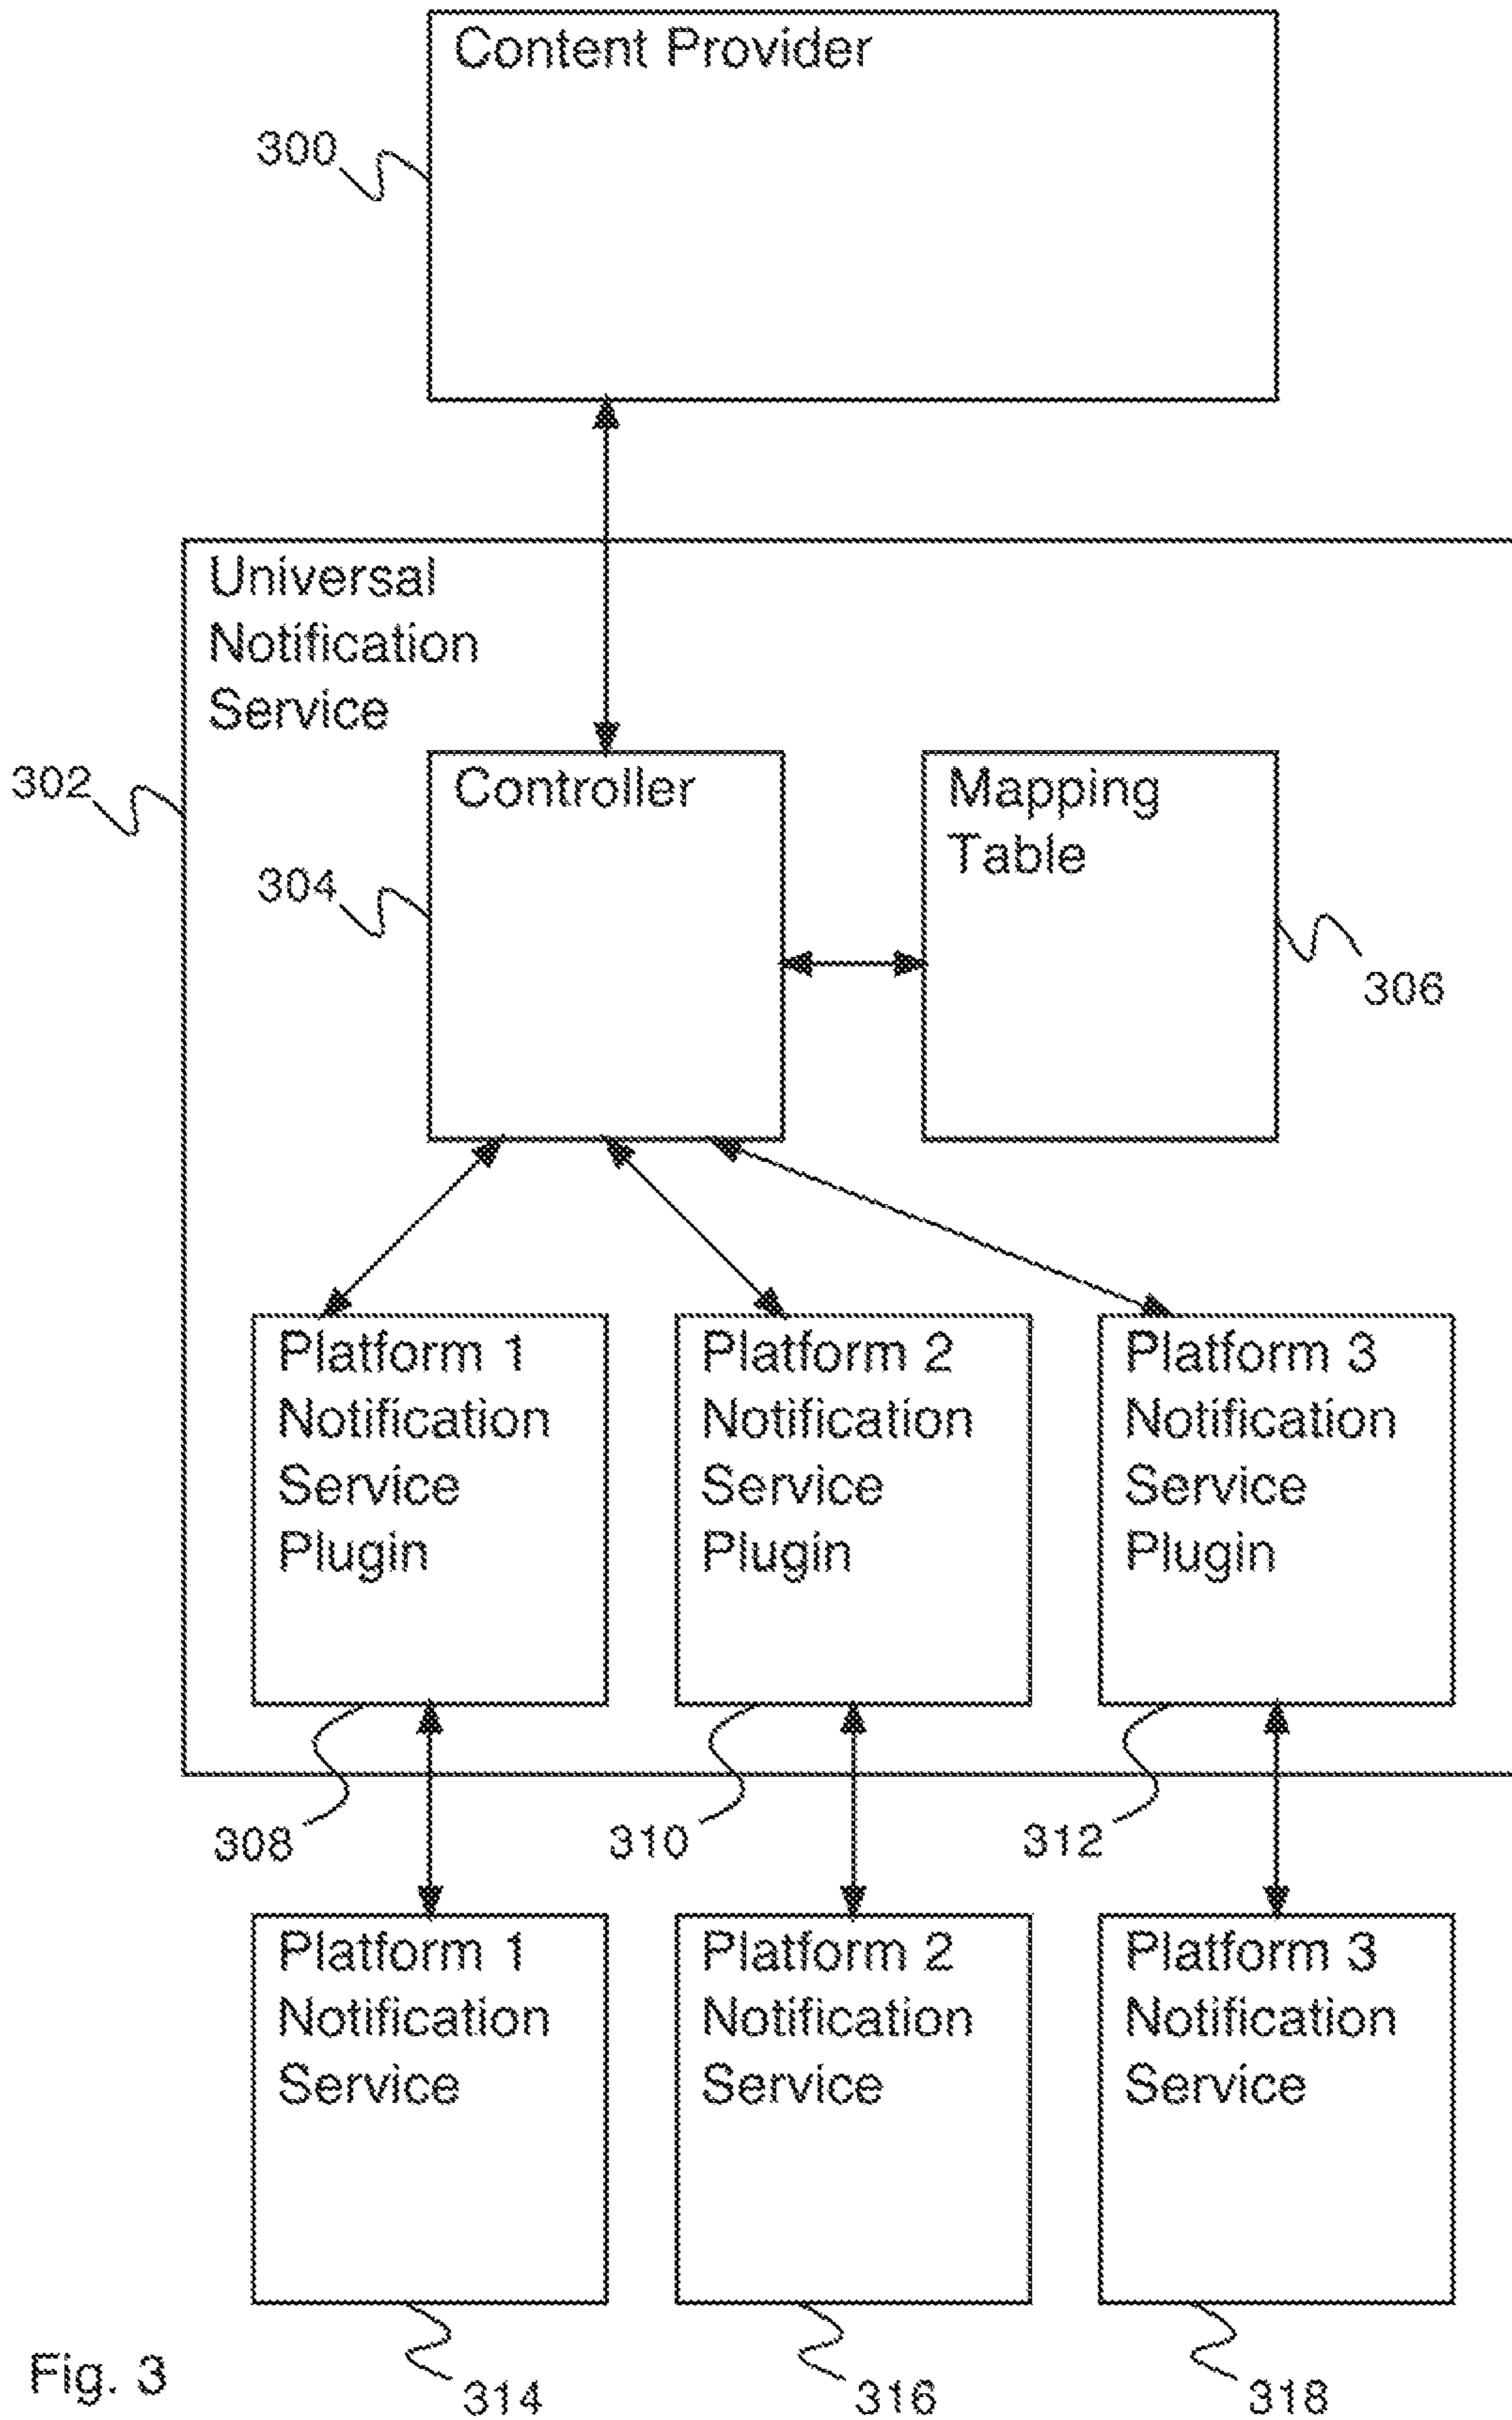 Content Provider
300
Universal
Notification
Service
302
Controller
304
Mapping
Table
306
Platform 1
Notification
Service
Plugin
Platform 2
Notification
Service
Plugin
Platform 3
Notification
Service
Plugin
308
310
312
Platform 1
Notification
Service
Platform 2
Notification
Service
Platform 3
Notification
Service
314
316
318
Fig. 3